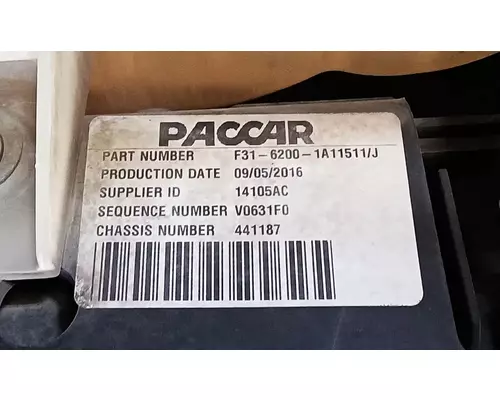 PACCAR
PART NUMBER F31-6200-1A11511/J
PRODUCTION DATE 09/05/2016
SUPPLIER ID 14105AC
SEQUENCE NUMBER V0631F0
CHASSIS NUMBER 441187